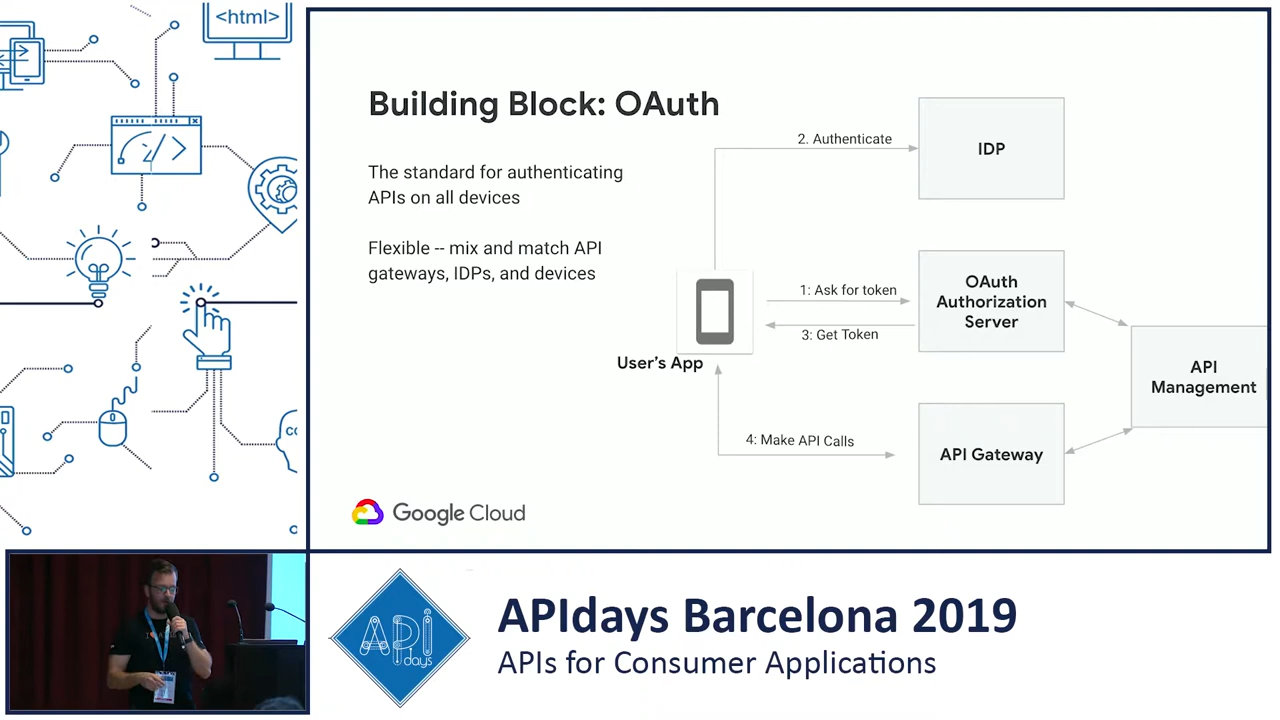 <html>
</>
Building Block: OAuth
The standard for authenticating
APIs on all devices
Flexible -- mix and match API
gateways, IDPs, and devices
2. Authenticate
IDP
1: Ask for token
3: Get Token
OAuth
Authorization
Server
User's App
API
Management
4: Make API Calls
API Gateway
Google Cloud
API
days
APIdays Barcelona 2019
APIs for Consumer Applications